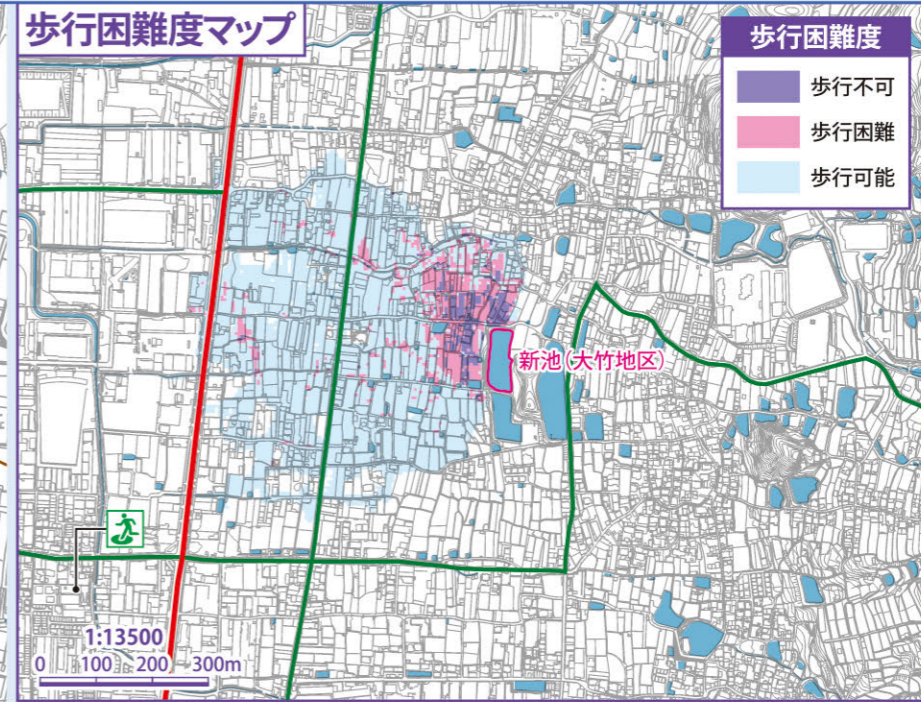 歩行困難度マップ
歩行困難度
歩行不可
歩行困難
歩行可能
新池(大竹地区)
1:13500
0 100 200 300m